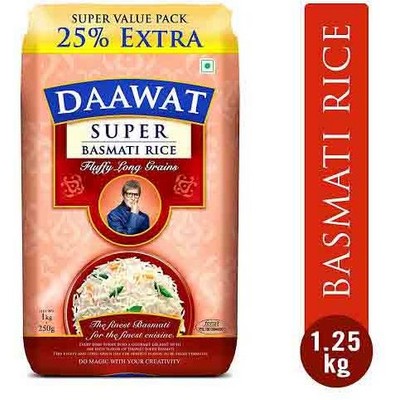 SUPER VALUE PACK
25% EXTRA
DAAWAT
SUPER
BASMATI RICE
Fluffy Long Grains
1kg
250g
The finest Basmati
for the finest cuisine
DO MAGIC WITH YOUR CREATIVITY
BASMATI RICE
1.25
kg